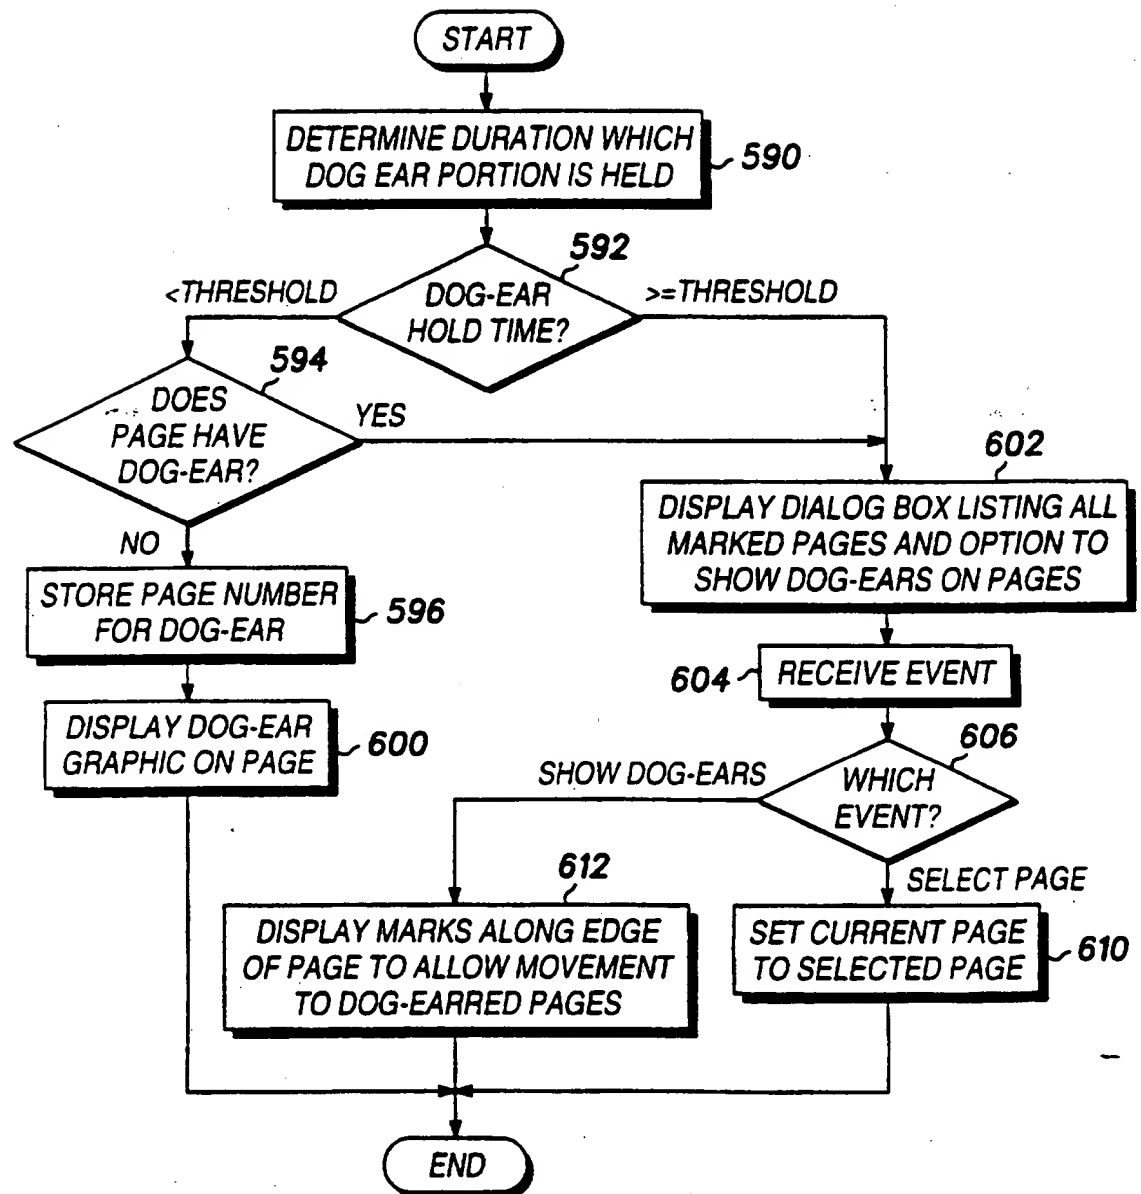 START
DETERMINE DURATION WHICH
DOG EAR PORTION IS HELD
590
592
<THRESHOLD
DOG-EAR
HOLD TIME?
>=THRESHOLD
594
DOES
PAGE HAVE
DOG-EAR?
YES
NO
602
DISPLAY DIALOG BOX LISTING ALL
MARKED PAGES AND OPTION TO
SHOW DOG-EARS ON PAGES
STORE PAGE NUMBER
FOR DOG-EAR
596
604
RECEIVE EVENT
DISPLAY DOG-EAR
GRAPHIC ON PAGE
600
606
SHOW DOG-EARS
WHICH
EVENT?
SELECT PAGE
612
DISPLAY MARKS ALONG EDGE
OF PAGE TO ALLOW MOVEMENT
TO DOG-EARRED PAGES
SET CURRENT PAGE
TO SELECTED PAGE
610
END